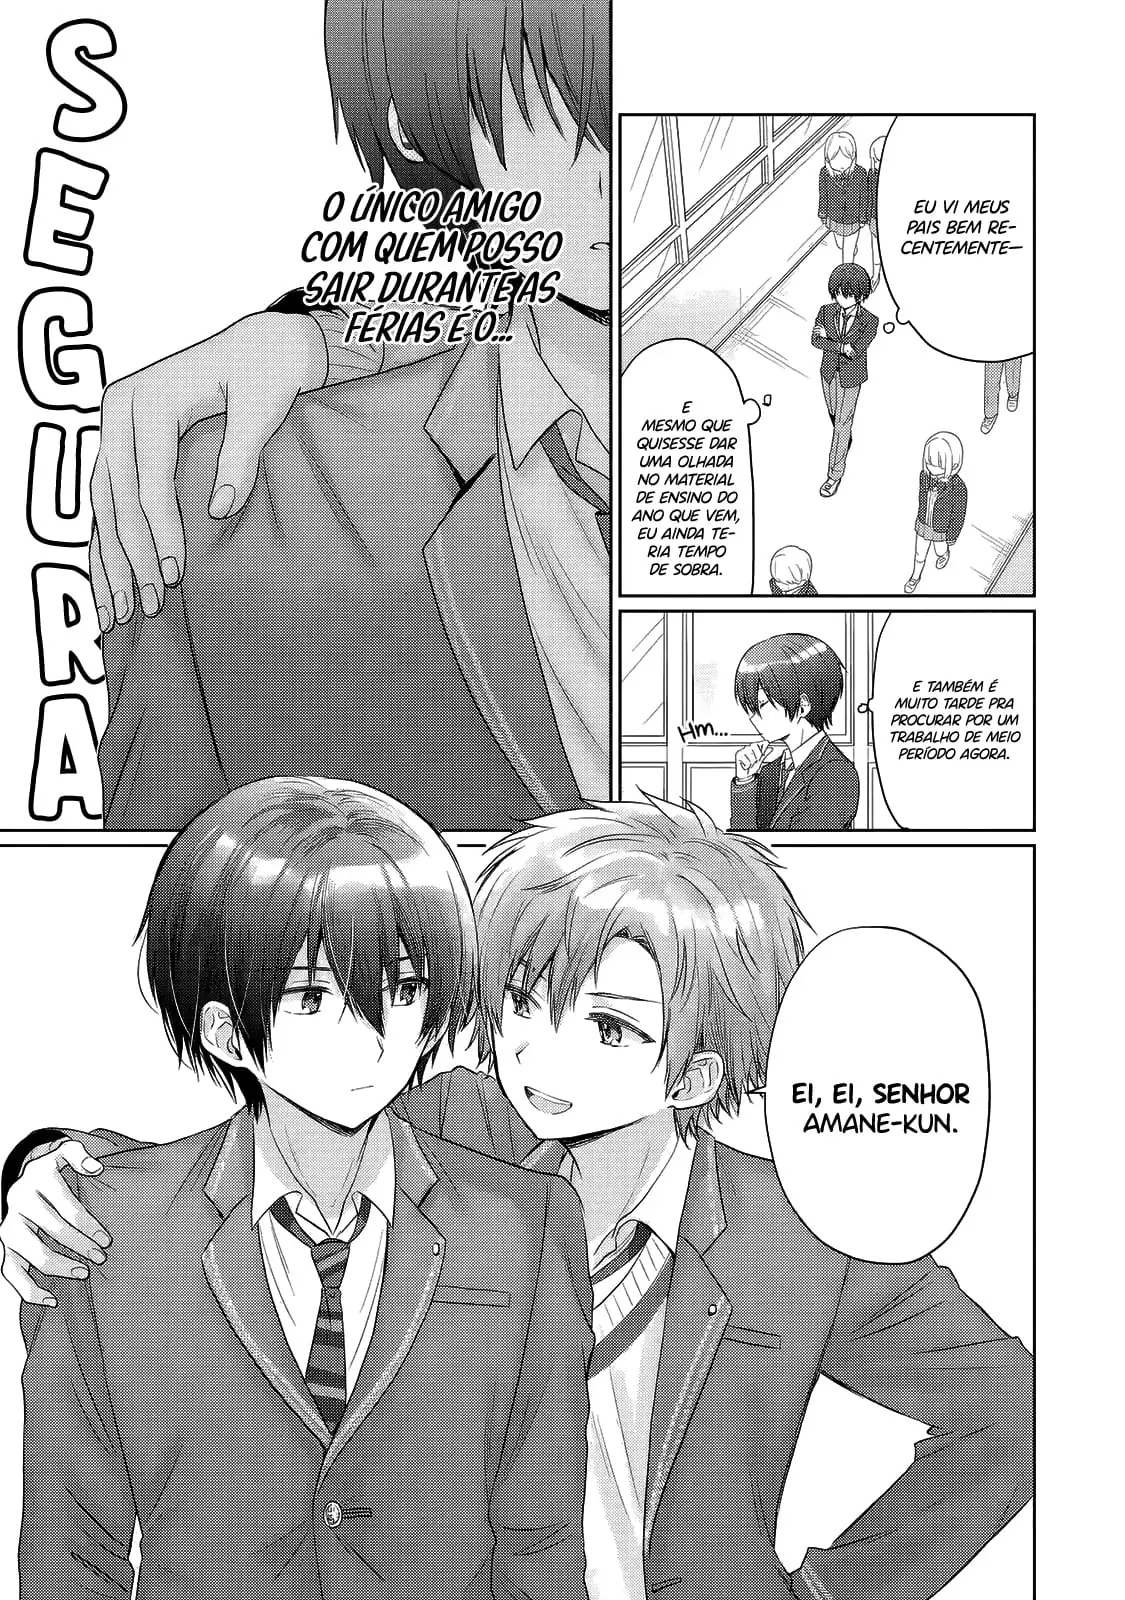 EU VI MEUS
PAIS BEM RE-
CENTEMENTE—
E
MESMO QUE
QUISESSE DAR
UMA OLHADA
NO MATERIAL
DE ENSINO DO
ANO QUE VEM,
EU AINDA TE-
RIA TEMPO
DE SOBRA.
E TAMBÉM É
MUITO TARDE PRA
PROCURAR POR UM
TRABALHO DE MEIO
PERÍODO AGORA.
Hm...
O ÚNICO AMIGO
COM QUEM POSSO
SAIR DURANTE AS
FÉRIAS É O...
SEGURA
EI, EI, SENHOR
AMANE-KUN.